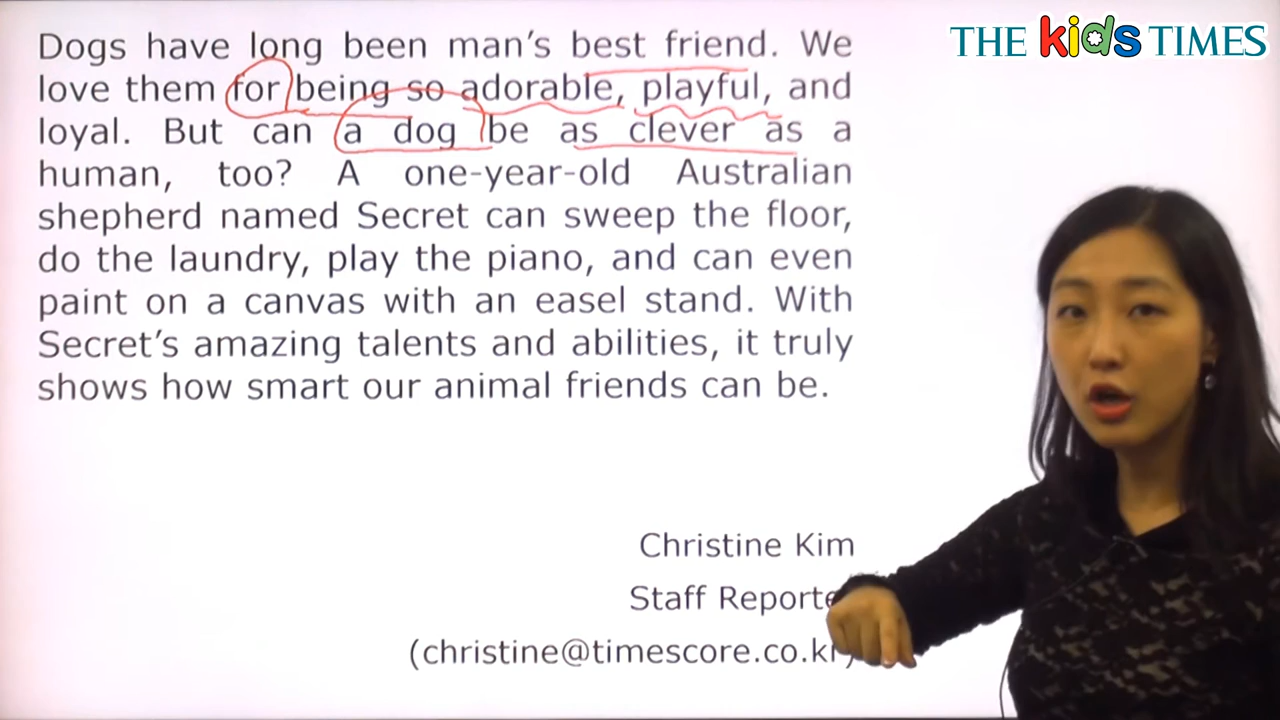 THE kids TIMES
Dogs have long been man's best friend. We
love them for being so adorable, playful, and
loyal. But can a dog be as clever as a
human, too? A one-year-old Australian
shepherd named Secret can sweep the floor,
do the laundry, play the piano, and can even
paint on a canvas with an easel stand. With
Secret's amazing talents and abilities, it truly
shows how smart our animal friends can be.
Christine Kim
Staff Reporter
(christine@timescore.co.kr)